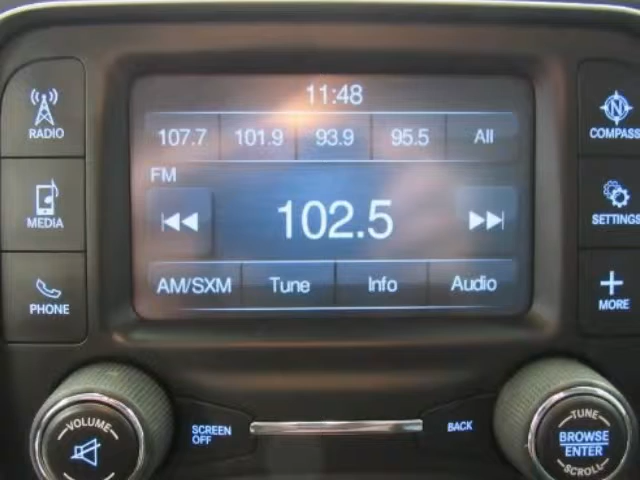 11:48
107.7 101.9 93.9 95.5 All
FM
102.5
AM/SXM Tune Info Audio
RADIO
MEDIA
PHONE
N
COMPASS
SETTINGS
MORE
VOLUME
SCREEN
OFF
BACK
TUNE
BROWSE
ENTER
SCROLL